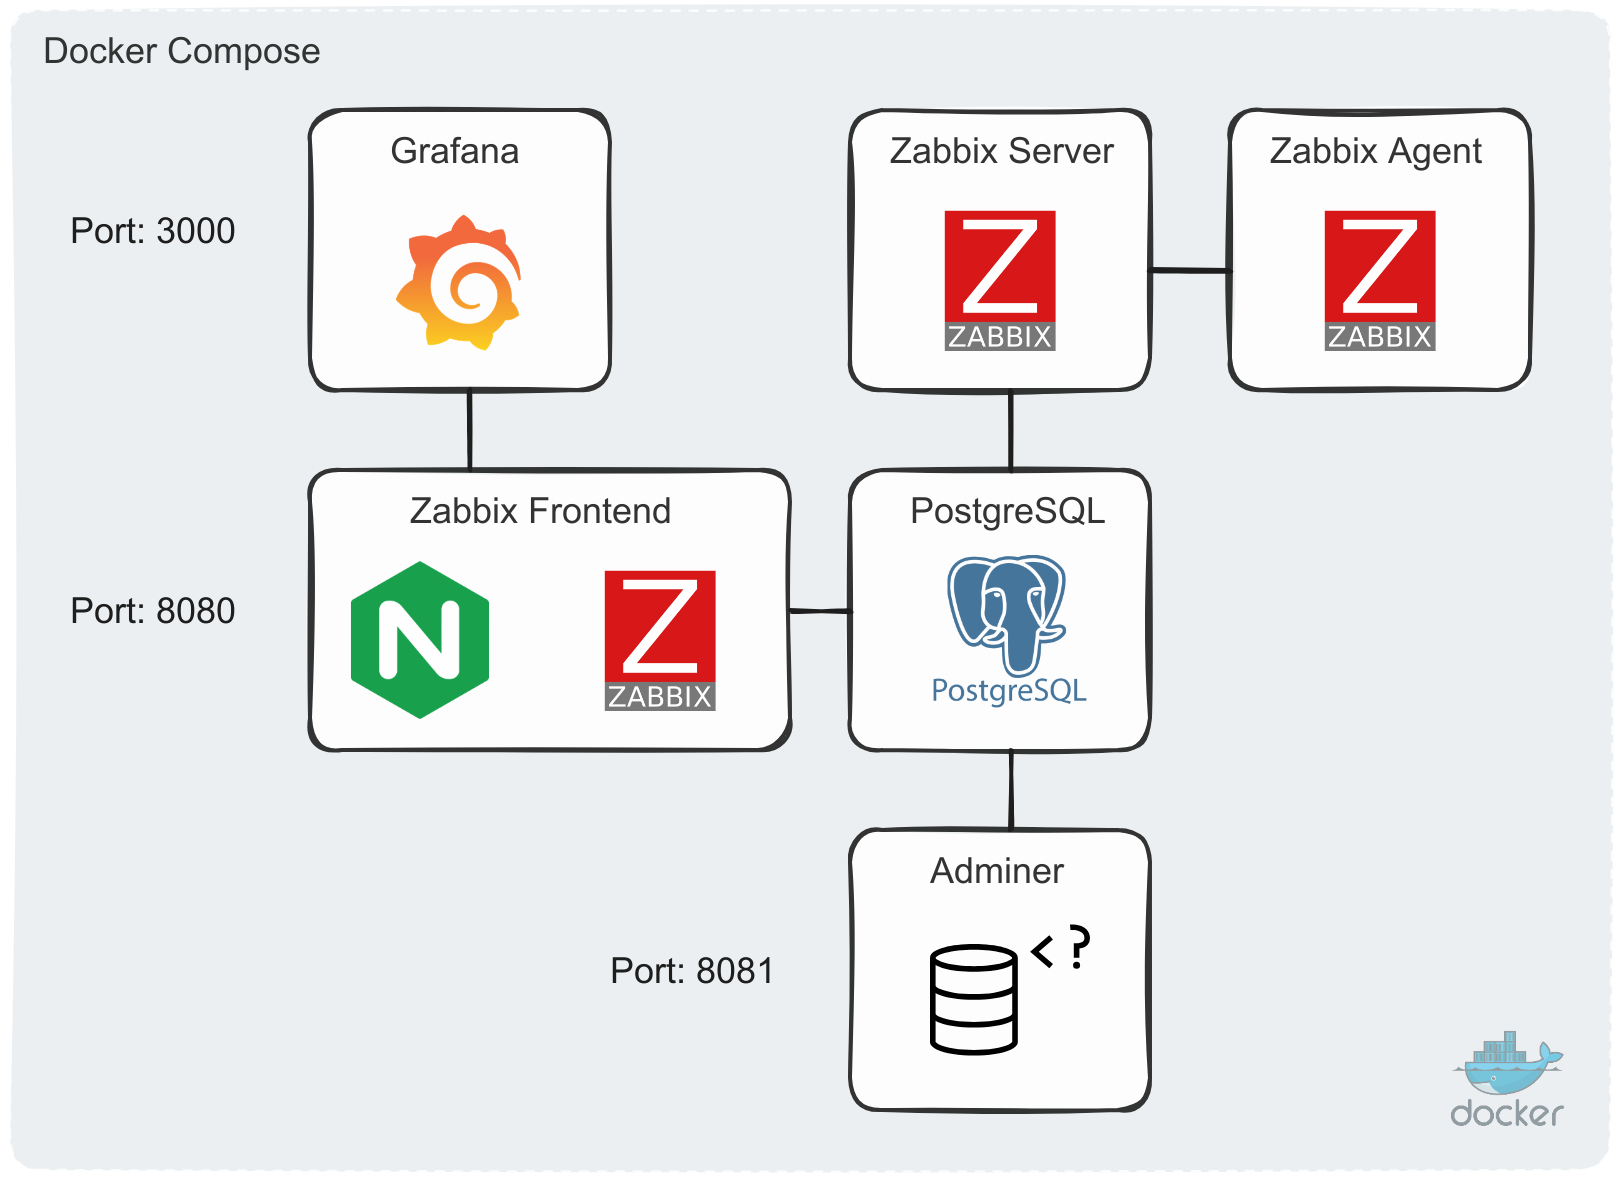 Docker Compose
Grafana
Zabbix Server
Zabbix Agent
Port: 3000
Z
ZABBIX
Z
ZABBIX
Zabbix Frontend
PostgreSQL
Port: 8080
N
Z
ZABBIX
PostgreSQL
Adminer
Port: 8081
<?
docker